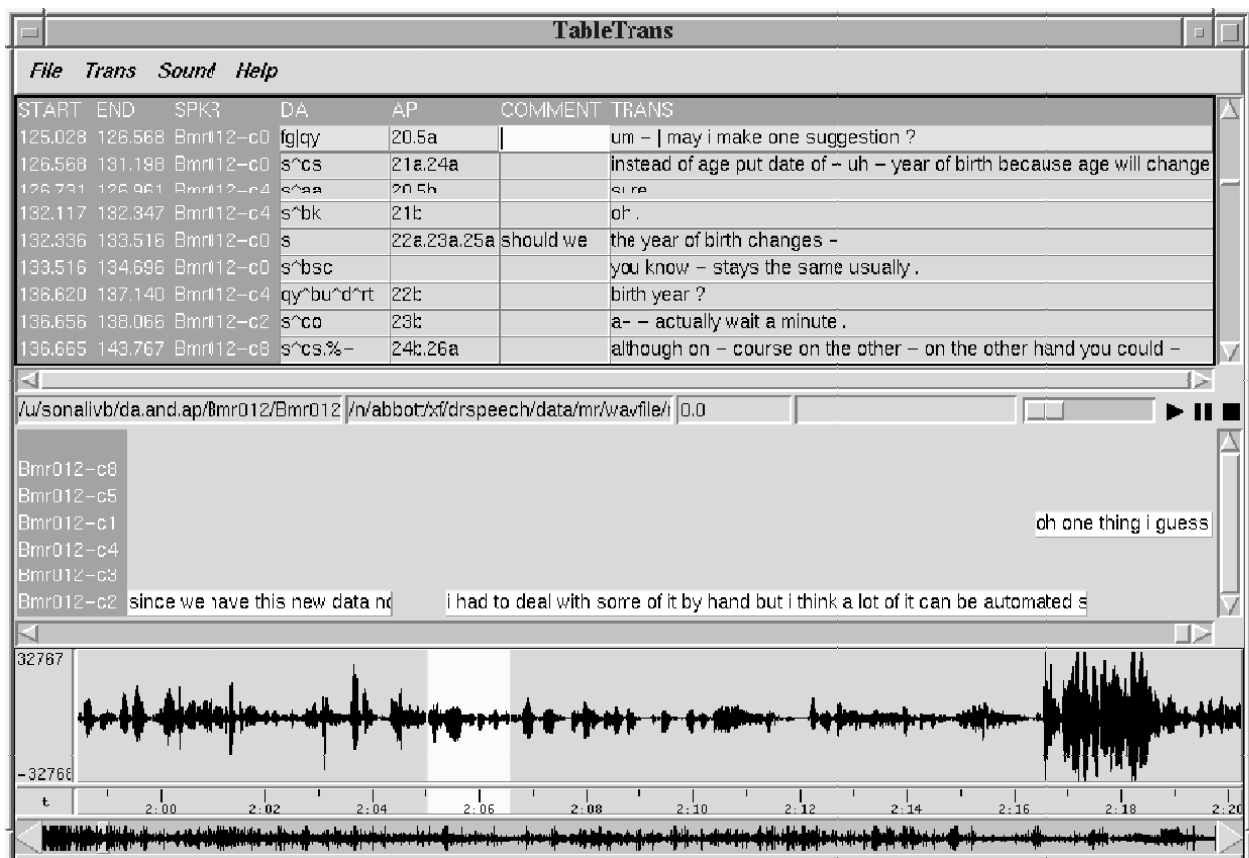 TableTrans
File Trans Sound Help
START END SPKR DA AP COMMENT TRANS
125.028 126.568 Bmr012-c0 fg|qy 20.5a um – | may i make one suggestion ?
126.568 131.198 Bmr012-c0 s^cs 21a.24a instead of age put date of – uh – year of birth because age will change
126.731 126.961 Bmr012-c4 s^aa 20.5b sure
132.117 132.347 Bmr012-c4 s^bk 21b oh .
132.336 133.516 Bmr012-c0 s 22a.23a.25a should we the year of birth changes –
133.516 134.696 Bmr012-c0 s^bsc you know – stays the same usually .
136.620 137.140 Bmr012-c4 qy^bu^d^rt 22b birth year ?
136.656 138.066 Bmr012-c2 s^co 23b a- – actually wait a minute .
136.665 143.767 Bmr012-c8 s^cs.%– 24b.26a although on – course on the other – on the other hand you could –
/u/sonalivb/da.and.ap/Bmr012/Bmr012 /n/abbott/xf/drspeech/data/mr/wavfile/ 0.0
Bmr012-c8
Bmr012-c5
Bmr012-c1 oh one thing i guess
Bmr012-c4
Bmr012-c3
Bmr012-c2 since we have this new data no i had to deal with some of it by hand but i think a lot of it can be automated s
32767
-32768
t 2:00 2:02 2:04 2:06 2:08 2:10 2:12 2:14 2:16 2:18 2:20